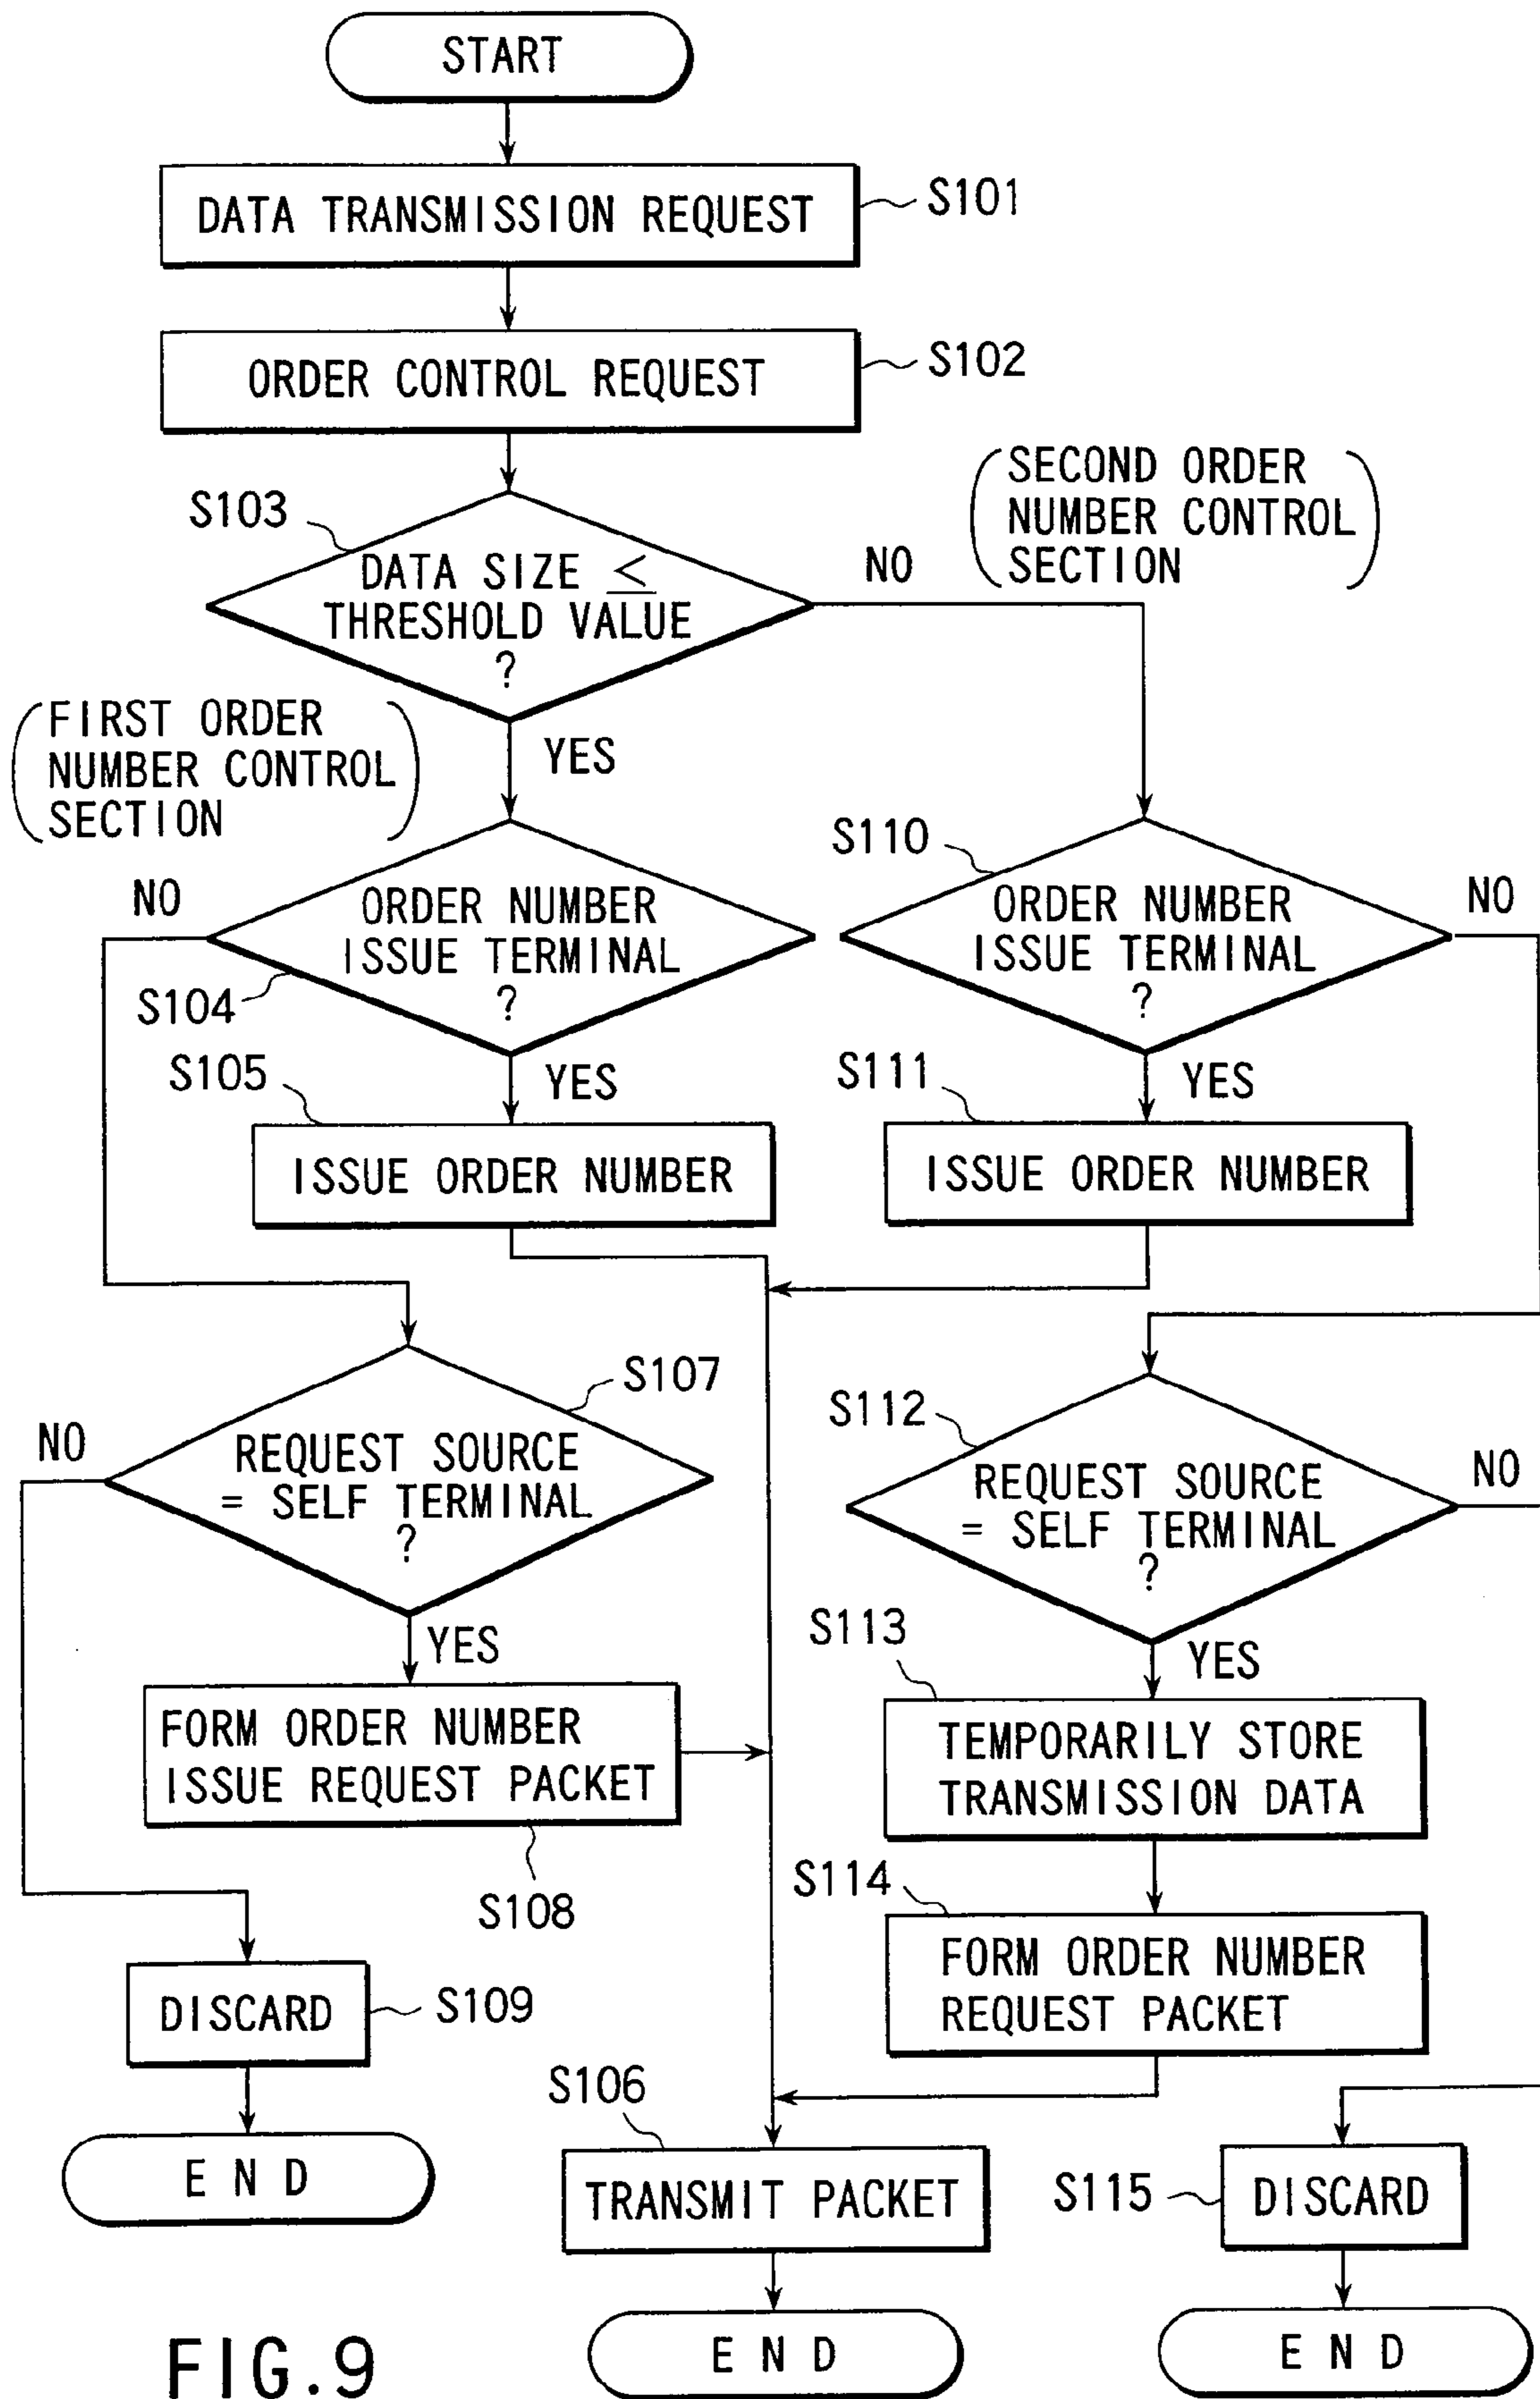 START
DATA TRANSMISSION REQUEST
S101
ORDER CONTROL REQUEST
S102
S103
DATA SIZE ≤
THRESHOLD VALUE
?
NO
(SECOND ORDER
NUMBER CONTROL
SECTION)
YES
(FIRST ORDER
NUMBER CONTROL
SECTION)
NO
ORDER NUMBER
ISSUE TERMINAL
?
S104
YES
S110
ORDER NUMBER
ISSUE TERMINAL
?
NO
YES
S105
ISSUE ORDER NUMBER
S111
ISSUE ORDER NUMBER
S107
NO
REQUEST SOURCE
= SELF TERMINAL
?
YES
S112
REQUEST SOURCE
= SELF TERMINAL
?
NO
YES
FORM ORDER NUMBER
ISSUE REQUEST PACKET
S108
S113
TEMPORARILY STORE
TRANSMISSION DATA
S114
FORM ORDER NUMBER
REQUEST PACKET
DISCARD
S109
END
S106
TRANSMIT PACKET
END
S115
DISCARD
END
FIG.9